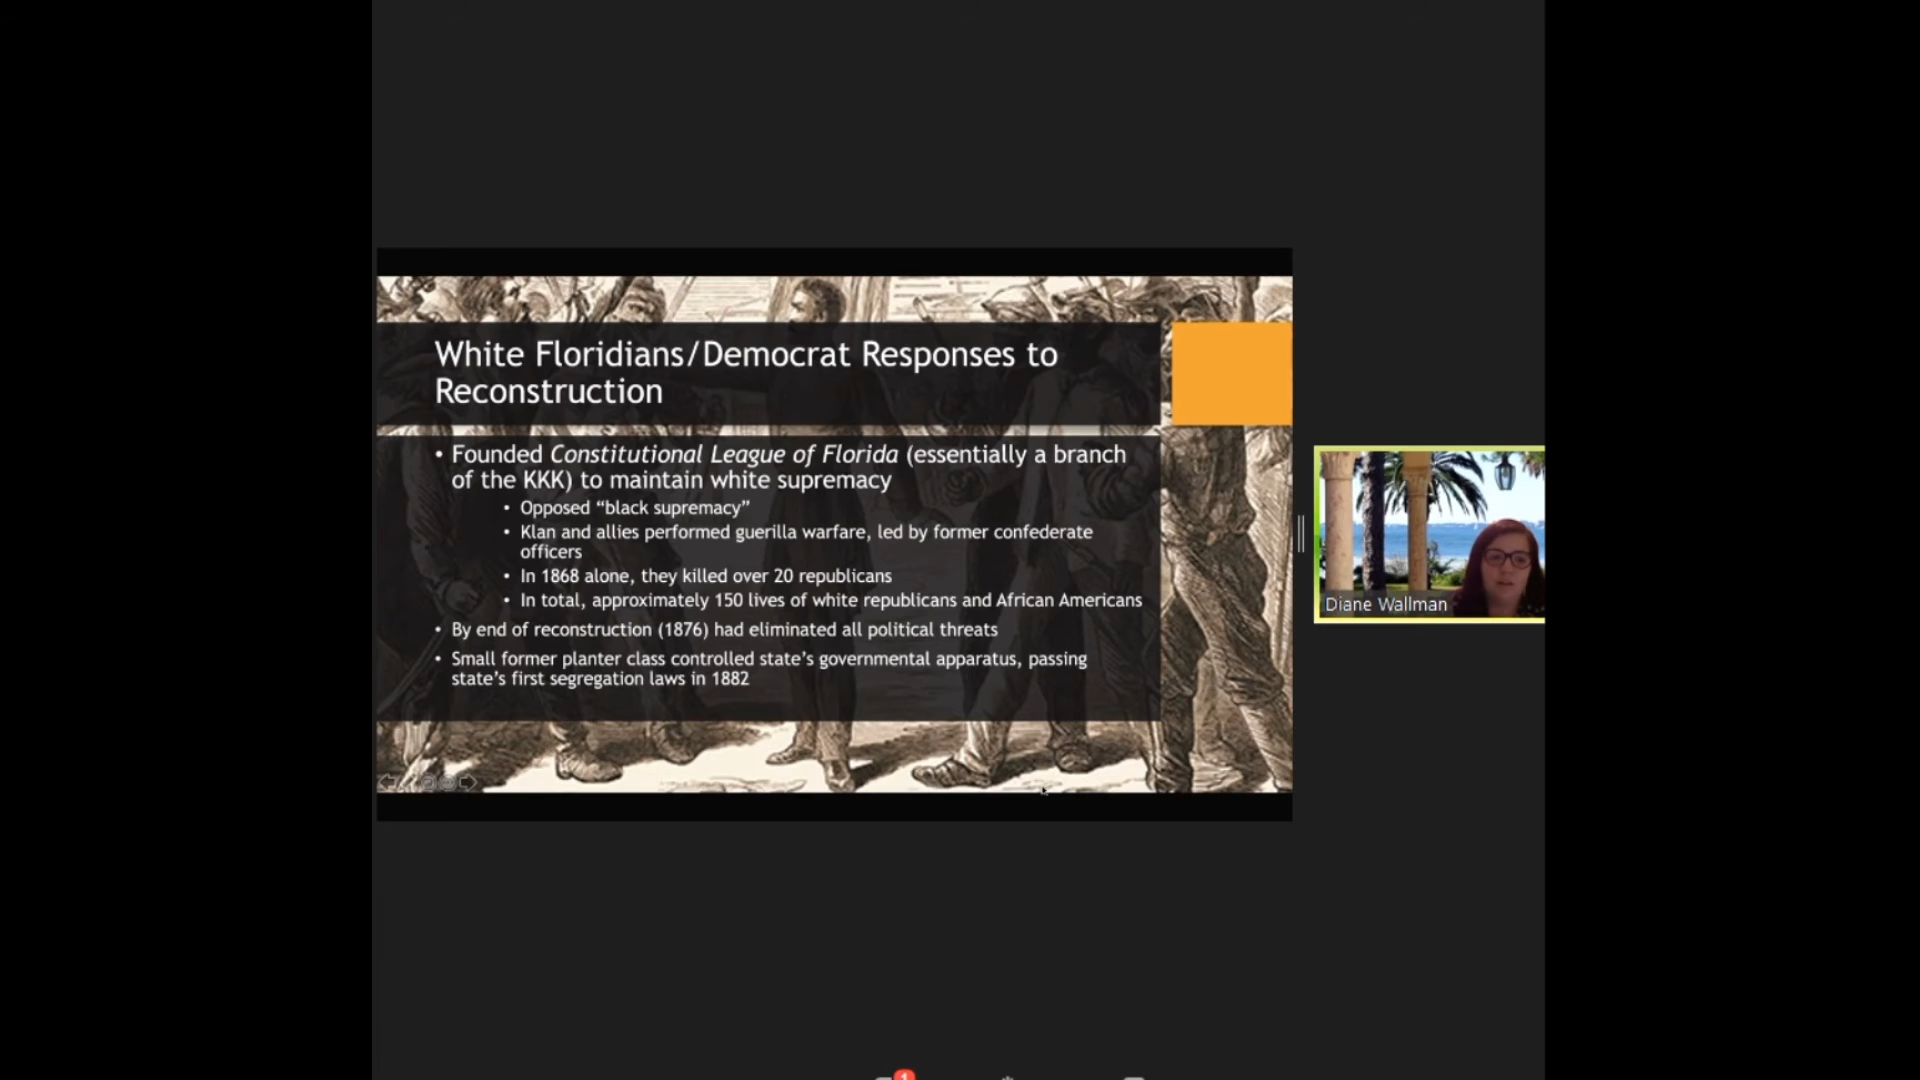 White Floridians/Democrat Responses to
Reconstruction
• Founded Constitutional League of Florida (essentially a branch
of the KKK) to maintain white supremacy
• Opposed “black supremacy”
• Klan and allies performed guerilla warfare, led by former confederate
officers
• In 1868 alone, they killed over 20 republicans
• In total, approximately 150 lives of white republicans and African Americans
• By end of reconstruction (1876) had eliminated all political threats
• Small former planter class controlled state’s governmental apparatus, passing
state’s first segregation laws in 1882
Diane Wallman
1